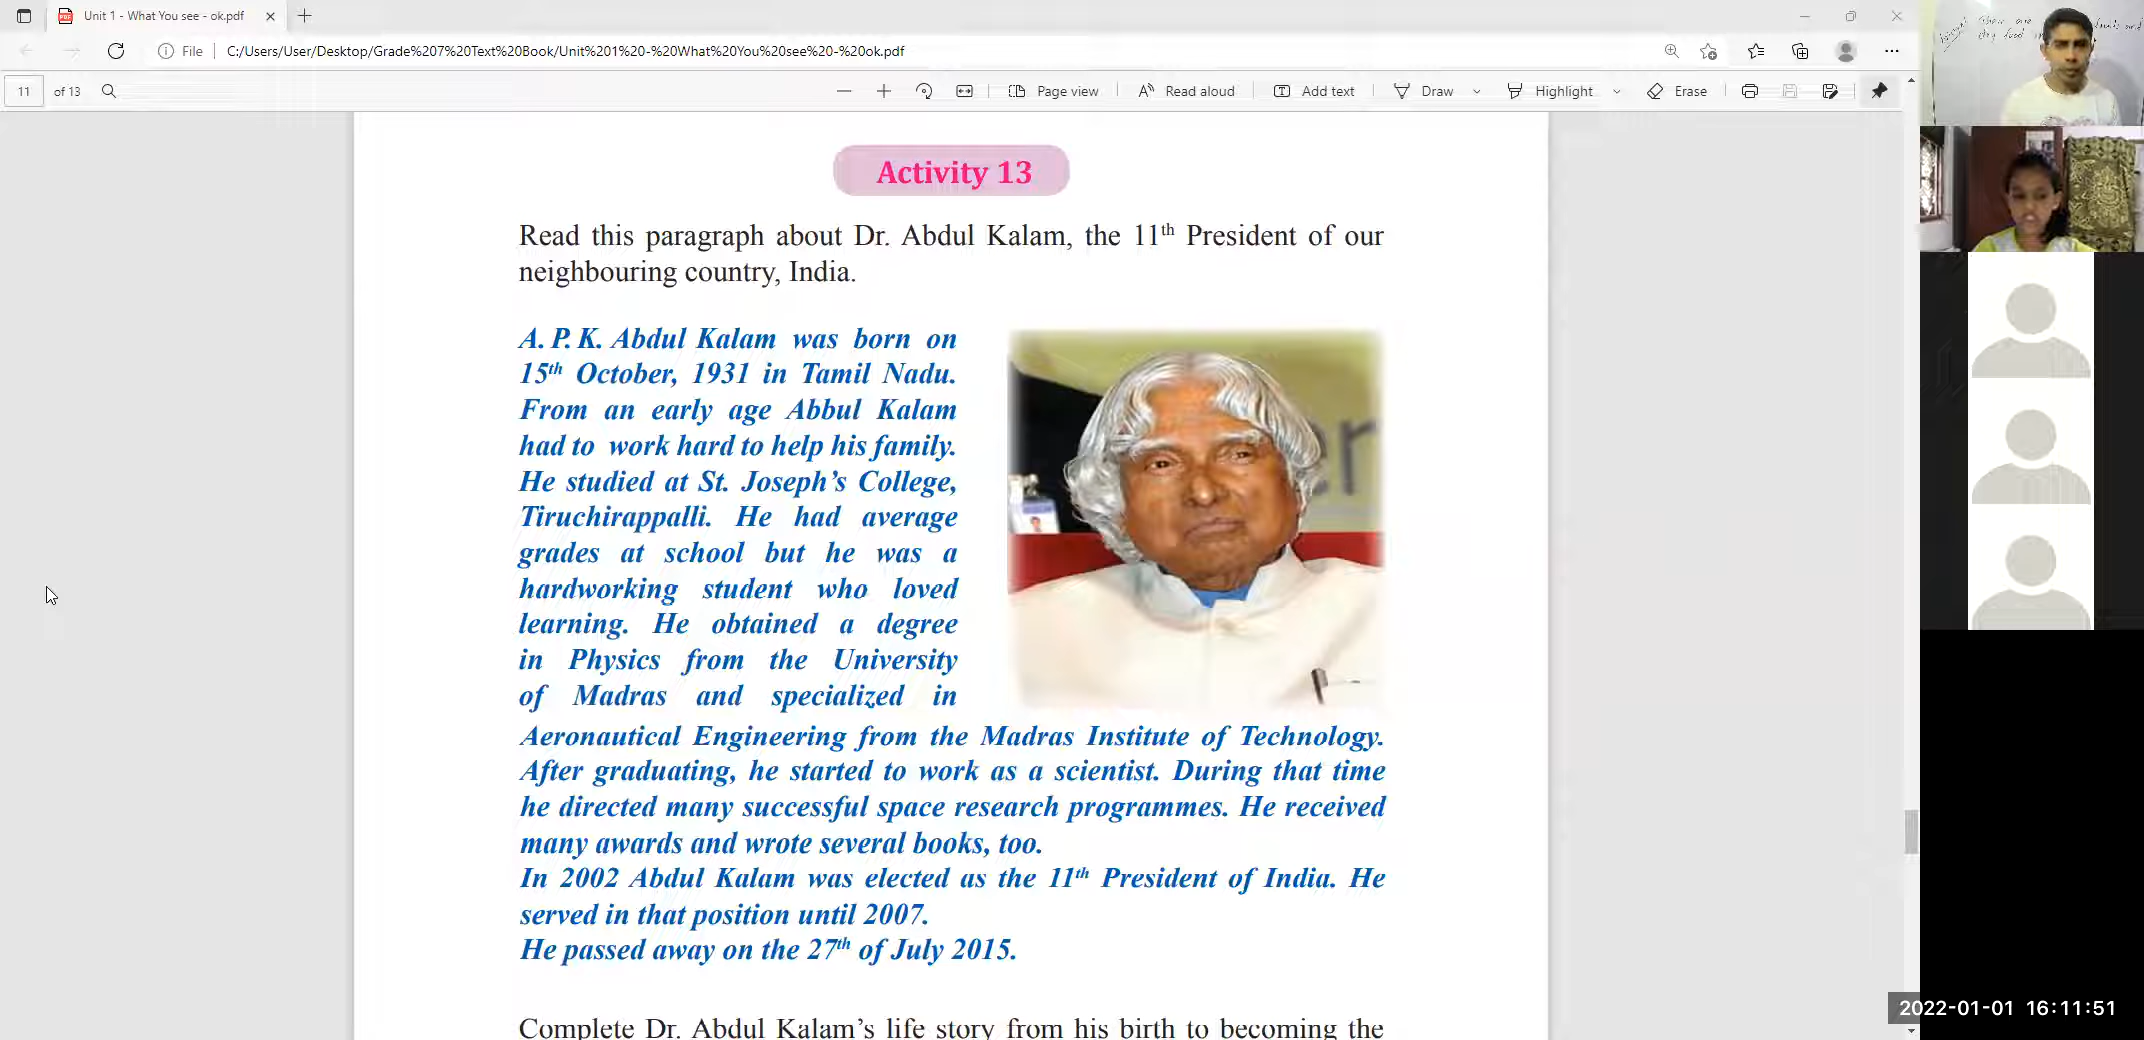 Unit 1 - What You see - ok.pdf
File
C:/Users/User/Desktop/Grade%207%20Text%20Book/Unit%201%20-%20What%20You%20see%20-%20ok.pdf
11 of 13
Page view
Read aloud
Add text
Draw
Highlight
Erase
Activity 13
Read this paragraph about Dr. Abdul Kalam, the 11th President of our
neighbouring country, India.
A. P. K. Abdul Kalam was born on
15th October, 1931 in Tamil Nadu.
From an early age Abbul Kalam
had to work hard to help his family.
He studied at St. Joseph's College,
Tiruchirappalli. He had average
grades at school but he was a
hardworking student who loved
learning. He obtained a degree
in Physics from the University
of Madras and specialized in
Aeronautical Engineering from the Madras Institute of Technology.
After graduating, he started to work as a scientist. During that time
he directed many successful space research programmes. He received
many awards and wrote several books, too.
In 2002 Abdul Kalam was elected as the 11th President of India. He
served in that position until 2007.
He passed away on the 27th of July 2015.
Complete Dr. Abdul Kalam's life story from his birth to becoming the
2022-01-01 16:11:51